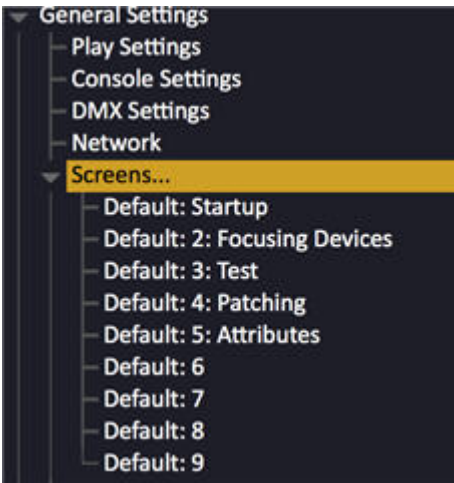 General Settings
Play Settings
Console Settings
DMX Settings
Network
Screens...
Default: Startup
Default: 2: Focusing Devices
Default: 3: Test
Default: 4: Patching
Default: 5: Attributes
Default: 6
Default: 7
Default: 8
Default: 9